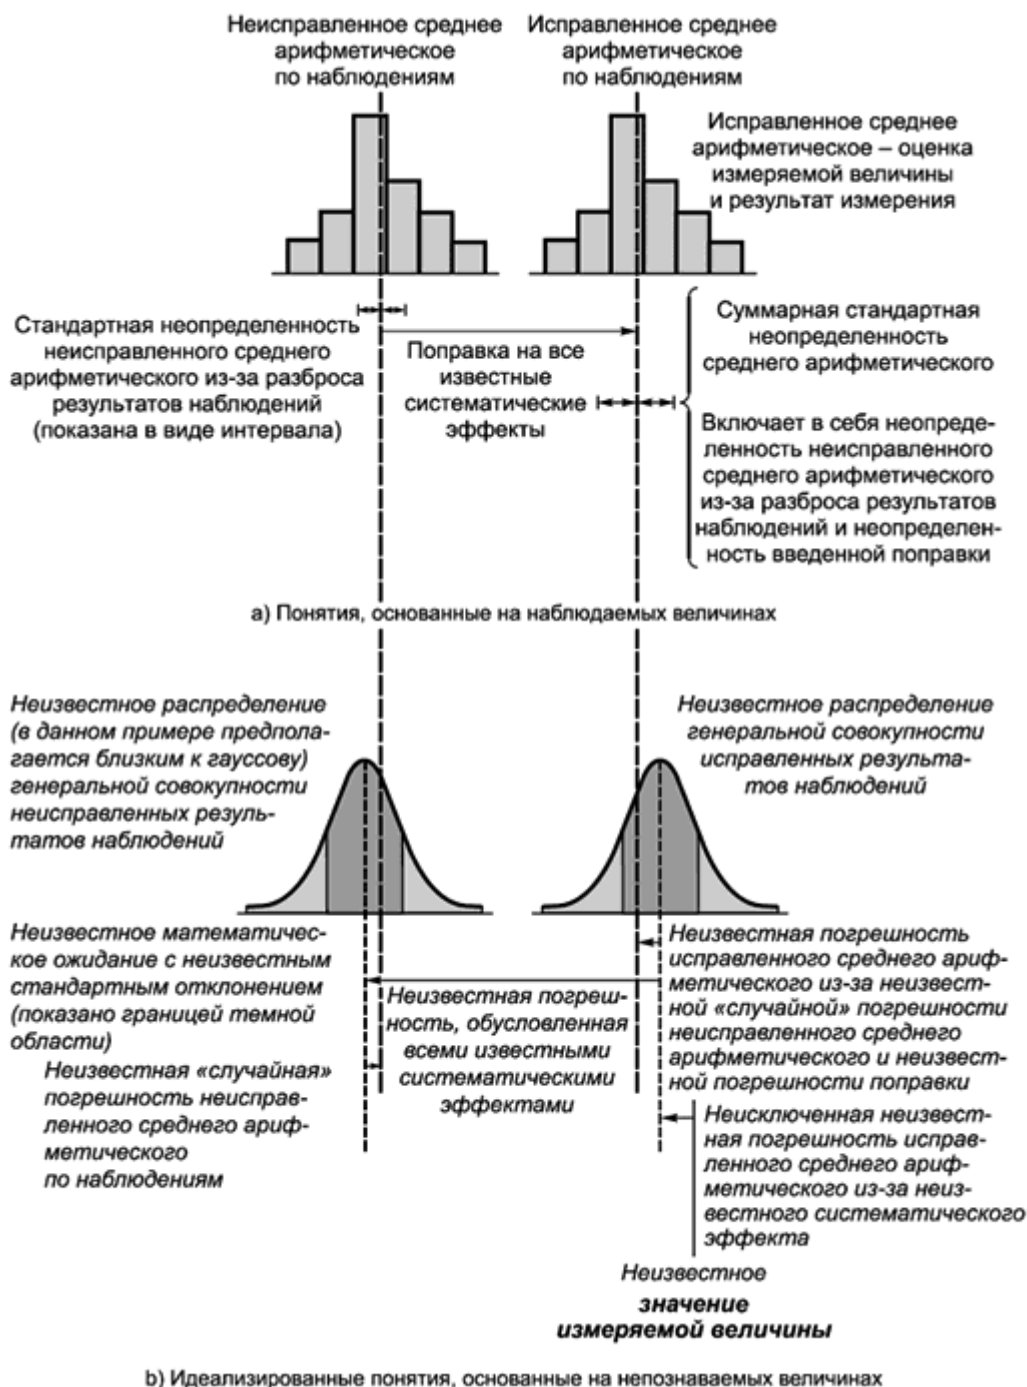 Неисправленное среднее
арифметическое
по наблюдениям
Исправленное среднее
арифметическое
по наблюдениям
Исправленное среднее
арифметическое – оценка
измеряемой величины
и результат измерения
Стандартная неопределенность
неисправленного среднего
арифметического из-за разброса
результатов наблюдений
(показана в виде интервала)
Поправка на все
известные
систематические
эффекты
Суммарная стандартная
неопределенность
среднего арифметического
Включает в себя неопреде-
ленность неисправленного
среднего арифметического
из-за разброса результатов
наблюдений и неопределен-
ность введенной поправки
а) Понятия, основанные на наблюдаемых величинах
Неизвестное распределение
(в данном примере предпола-
гается близким к гауссову)
генеральной совокупности
неисправленных резуль-
татов наблюдений
Неизвестное распределение
генеральной совокупности
исправленных результа-
тов наблюдений
Неизвестное математичес-
кое ожидание с неизвестным
стандартным отклонением
(показано границей темной
области)
Неизвестная «случайная»
погрешность неисправ-
ленного среднего ариф-
метического
по наблюдениям
Неизвестная погреш-
ность, обусловленная
всеми известными
систематическими
эффектами
Неизвестная погрешность
исправленного среднего ариф-
метического из-за неизвест-
ной «случайной» погрешности
неисправленного среднего
арифметического и неизвест-
ной погрешности поправки
Неисключенная неизвест-
ная погрешность исправ-
ленного среднего ариф-
метического из-за неиз-
вестного систематического
эффекта
Неизвестное
значение
измеряемой величины
b) Идеализированные понятия, основанные на непознаваемых величинах